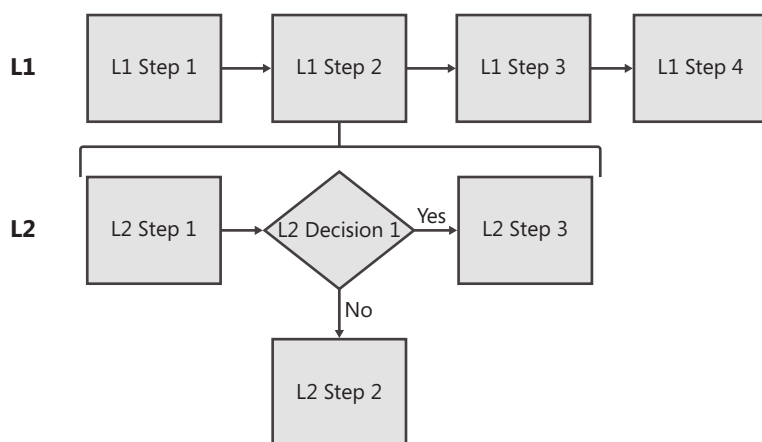 L1
L1 Step 1
L1 Step 2
L1 Step 3
L1 Step 4
L2
L2 Step 1
L2 Decision 1
Yes
L2 Step 3
No
L2 Step 2